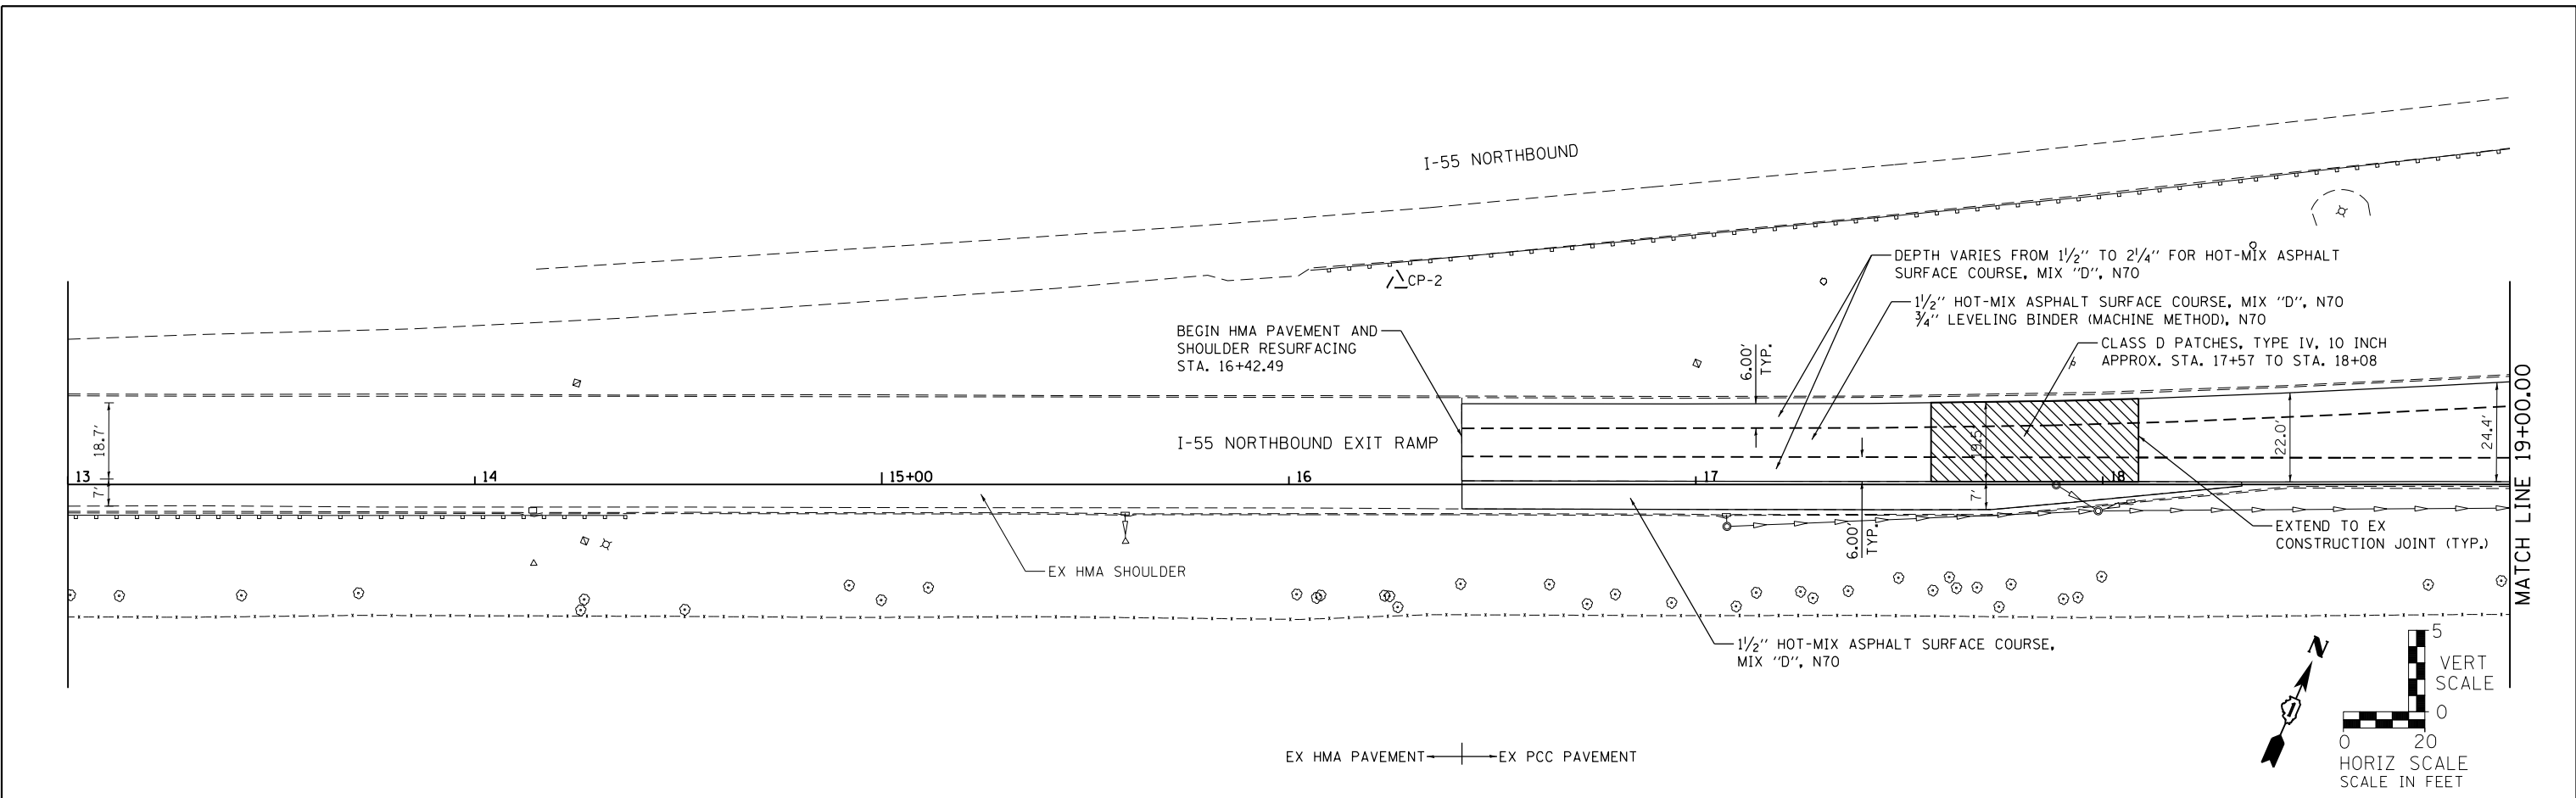 I-55 NORTHBOUND
CP-2
DEPTH VARIES FROM 1½" TO 2¼" FOR HOT-MIX ASPHALT
SURFACE COURSE, MIX "D", N70
1½" HOT-MIX ASPHALT SURFACE COURSE, MIX "D", N70
¾" LEVELING BINDER (MACHINE METHOD), N70
BEGIN HMA PAVEMENT AND
SHOULDER RESURFACING
STA. 16+42.49
6.00'
TYP.
CLASS D PATCHES, TYPE IV, 10 INCH
APPROX. STA. 17+57 TO STA. 18+08
18.7'
I-55 NORTHBOUND EXIT RAMP
19.5'
22.0'
24.4'
MATCH LINE 19+00.00
13
14
15+00
16
17
18
7'
7'
6.00'
TYP.
EX HMA SHOULDER
EXTEND TO EX
CONSTRUCTION JOINT (TYP.)
1½" HOT-MIX ASPHALT SURFACE COURSE,
MIX "D", N70
EX HMA PAVEMENT
EX PCC PAVEMENT
N
5
VERT
SCALE
0
0 20
HORIZ SCALE
SCALE IN FEET